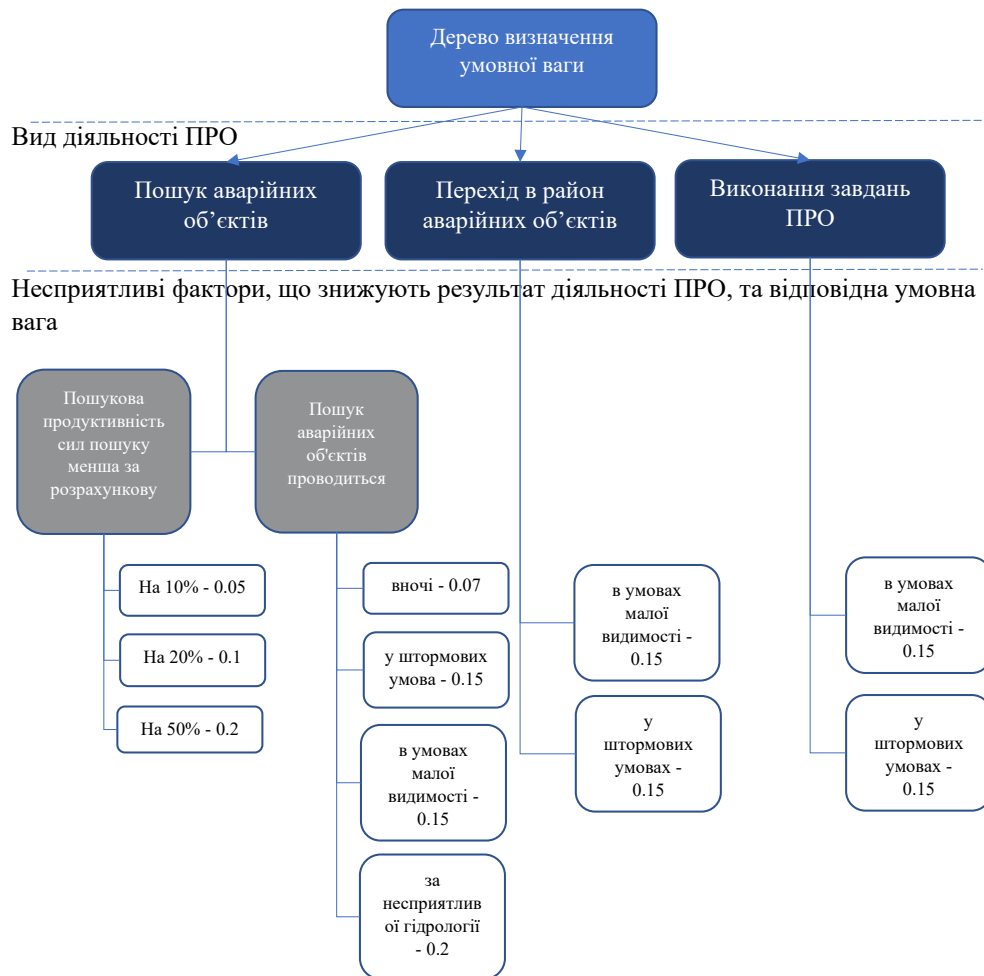 Дерево визначення
умовної ваги
Вид діяльності ПРО
Пошук аварійних
об’єктів
Перехід в район
аварійних об’єктів
Виконання завдань
ПРО
Несприятливі фактори, що знижують результат діяльності ПРО, та відповідна умовна
вага
Пошукова
продуктивність
сил пошуку
менша за
розрахункову
Пошук
аварійних
об'єктів
проводиться
На 10% - 0.05
На 20% - 0.1
На 50% - 0.2
вночі - 0.07
у штормових
умова - 0.15
в умовах
малої
видимості -
0.15
за
несприятлив
ої гідрології
- 0.2
в умовах
малої
видимості -
0.15
у
штормових
умовах -
0.15
в умовах
малої
видимості -
0.15
у
штормових
умовах -
0.15